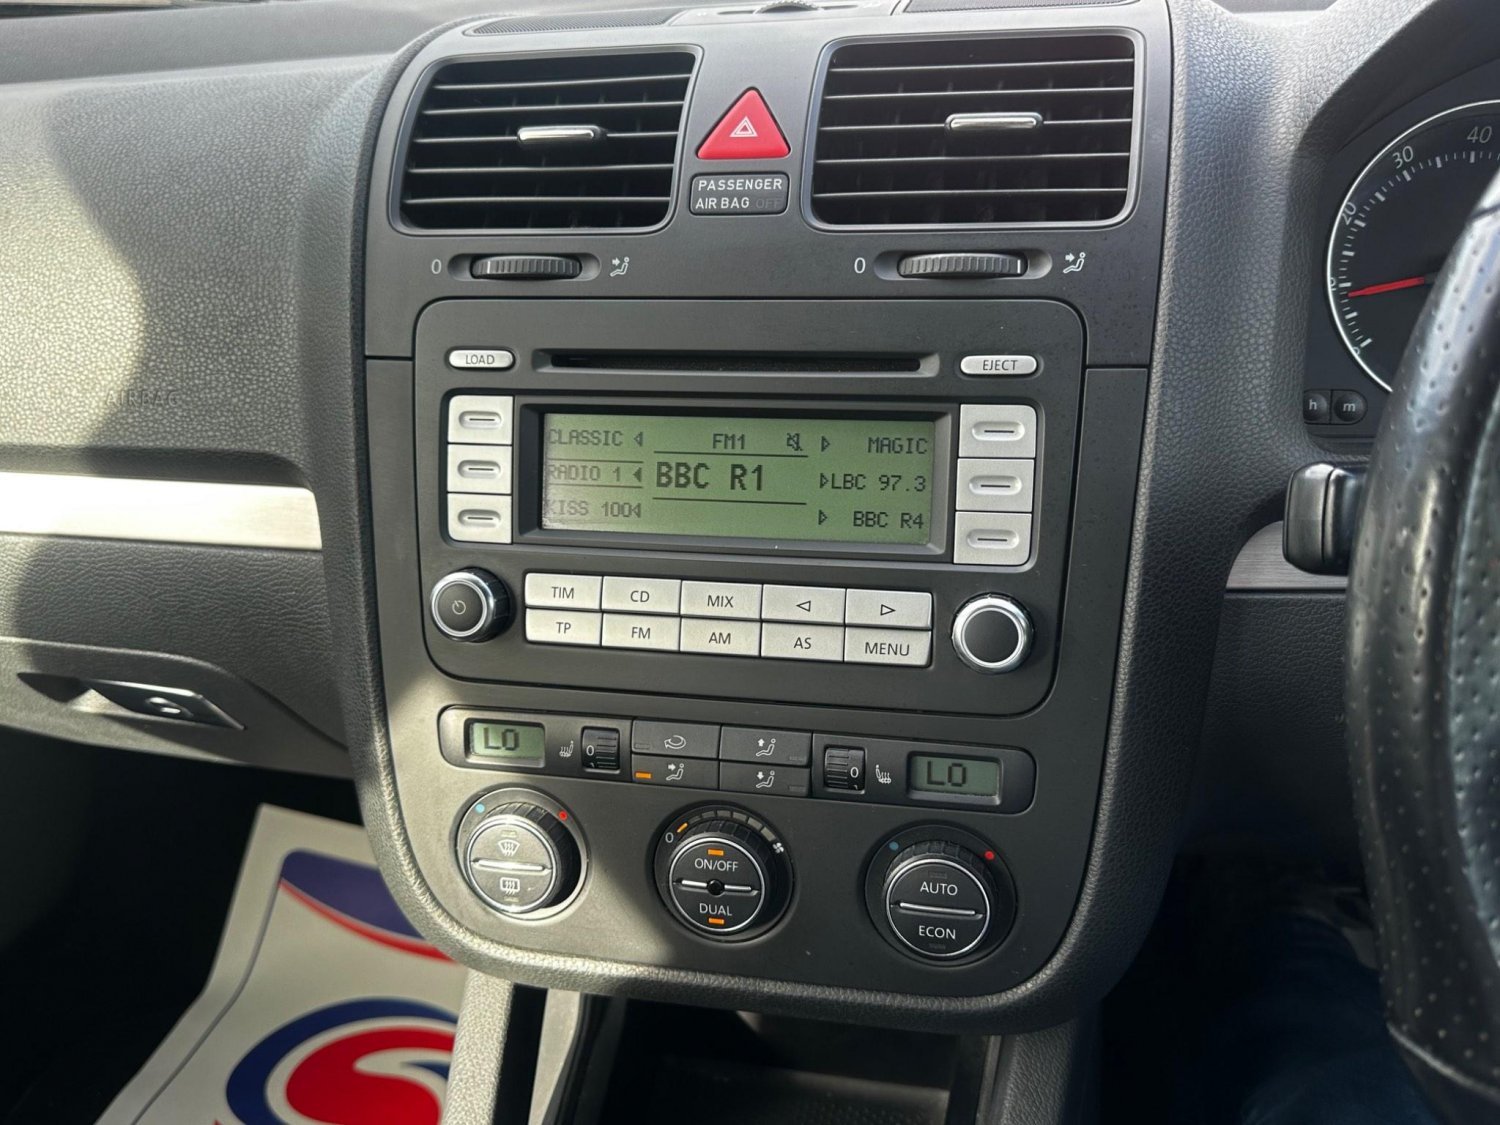 PASSENGER
AIR BAG OFF
0
0
30
40
20
LOAD
EJECT
AIRBAG
CLASSIC FM1 MAGIC
RADIO 1 BBC R1 LBC 97.3
KISS 100 BBC R4
h m
TIM CD MIX
TP FM AM AS MENU
LO 0 0 LO
0
ON/OFF
DUAL
AUTO
ECON